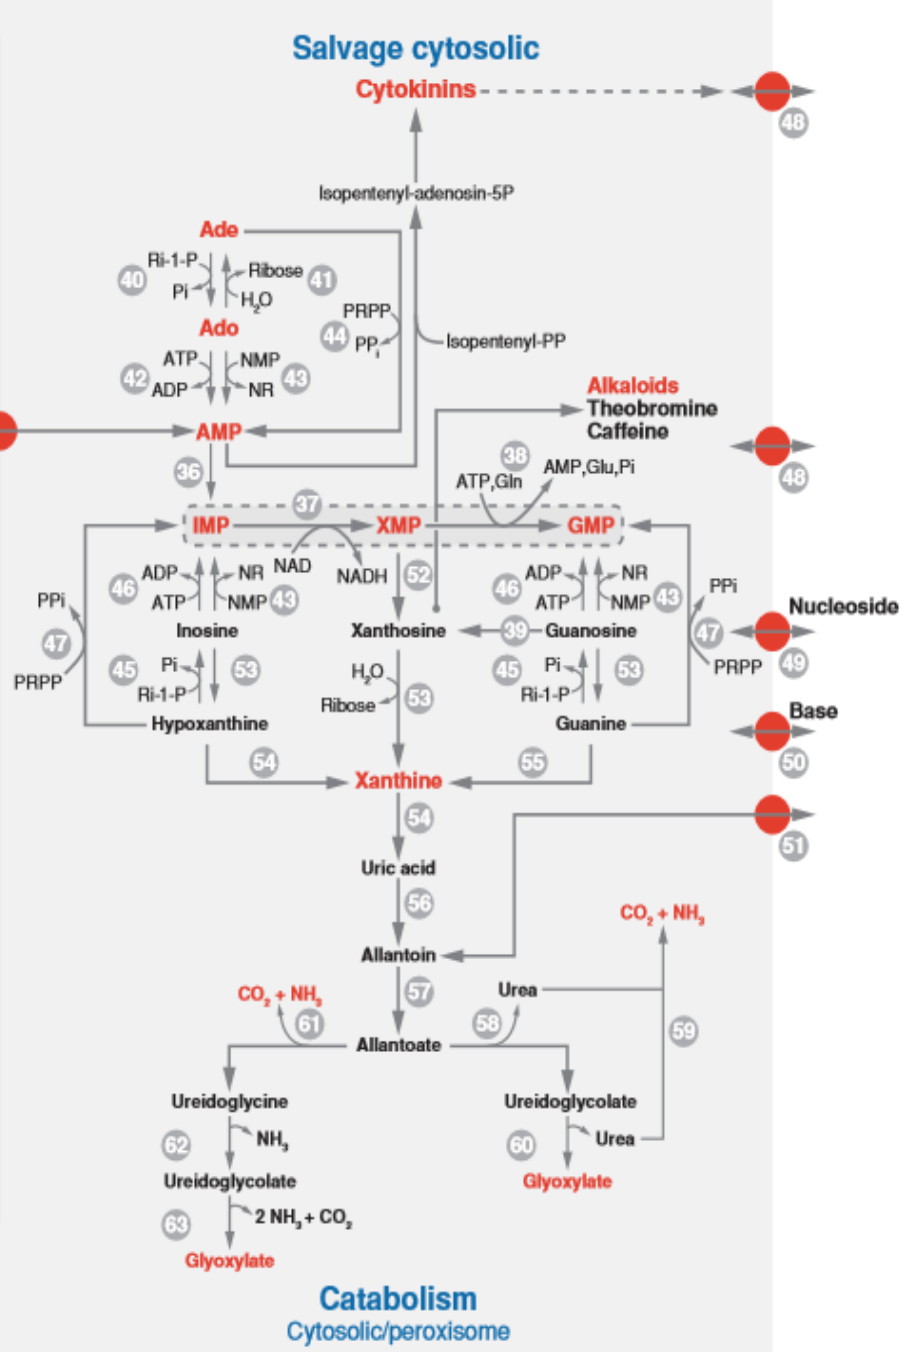 Salvage cytosolic
Cytokinins
48
Isopentenyl-adenosin-5P
Ade
Ri-1-P
Ribose
40
41
Pi
H₂O
PRPP
Ado
44
PPᵢ
Isopentenyl-PP
ATP
NMP
42
43
ADP
NR
Alkaloids
Theobromine
Caffeine
AMP
36
38
AMP,Glu,Pi
48
ATP,Gln
37
IMP
XMP
GMP
NAD
NADH
52
ADP
NR
46
ATP
NMP
43
ADP
NR
46
ATP
NMP
43
PPi
47
PRPP
PPi
47
PRPP
Nucleoside
49
Inosine
Xanthosine
39
Guanosine
Pi
45
53
Ri-1-P
H₂O
Ribose
53
Pi
45
53
Ri-1-P
Hypoxanthine
Guanine
Base
50
54
Xanthine
55
54
51
Uric acid
56
Allantoin
CO₂ + NH₃
57
CO₂ + NH₃
Urea
61
58
59
Allantoate
Ureidoglycine
Ureidoglycolate
62
NH₃
60
Urea
Ureidoglycolate
Glyoxylate
63
2 NH₃ + CO₂
Glyoxylate
Catabolism
Cytosolic/peroxisome